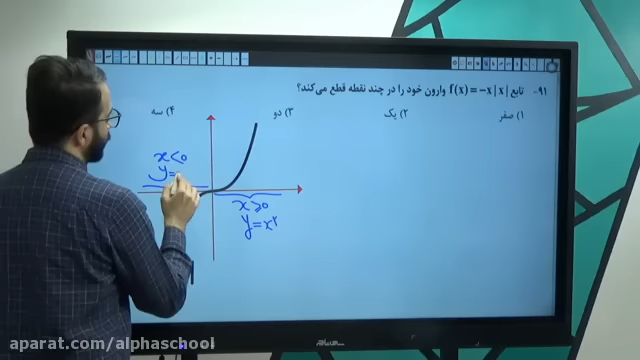 ۹۱- تابع f(x) = -x|x| وارون خود را در چند نقطه قطع می‌کند؟
۱) صفر ۲) یک ۳) دو ۴) سه
x<0
y=
x≥0
y=x²
aparat.com/alphaschool